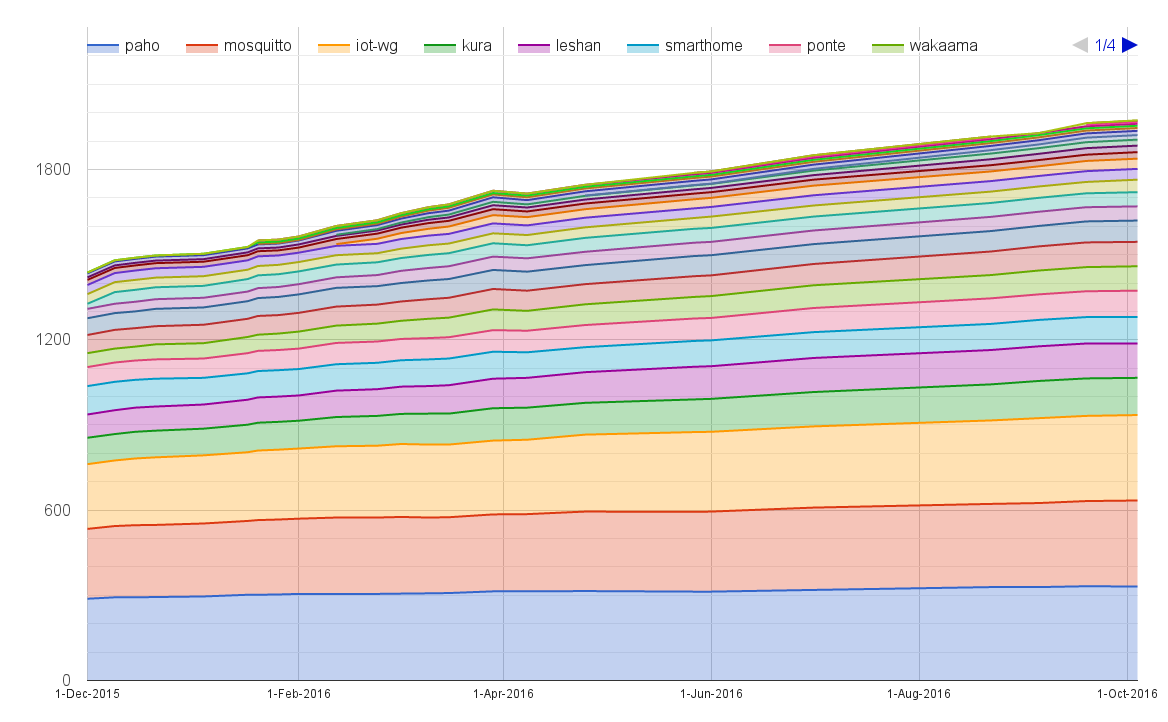 paho mosquitto iot-wg kura leshan smarthome ponte wakaama 1/4
1800
1200
600
0
1-Dec-2015 1-Feb-2016 1-Apr-2016 1-Jun-2016 1-Aug-2016 1-Oct-2016